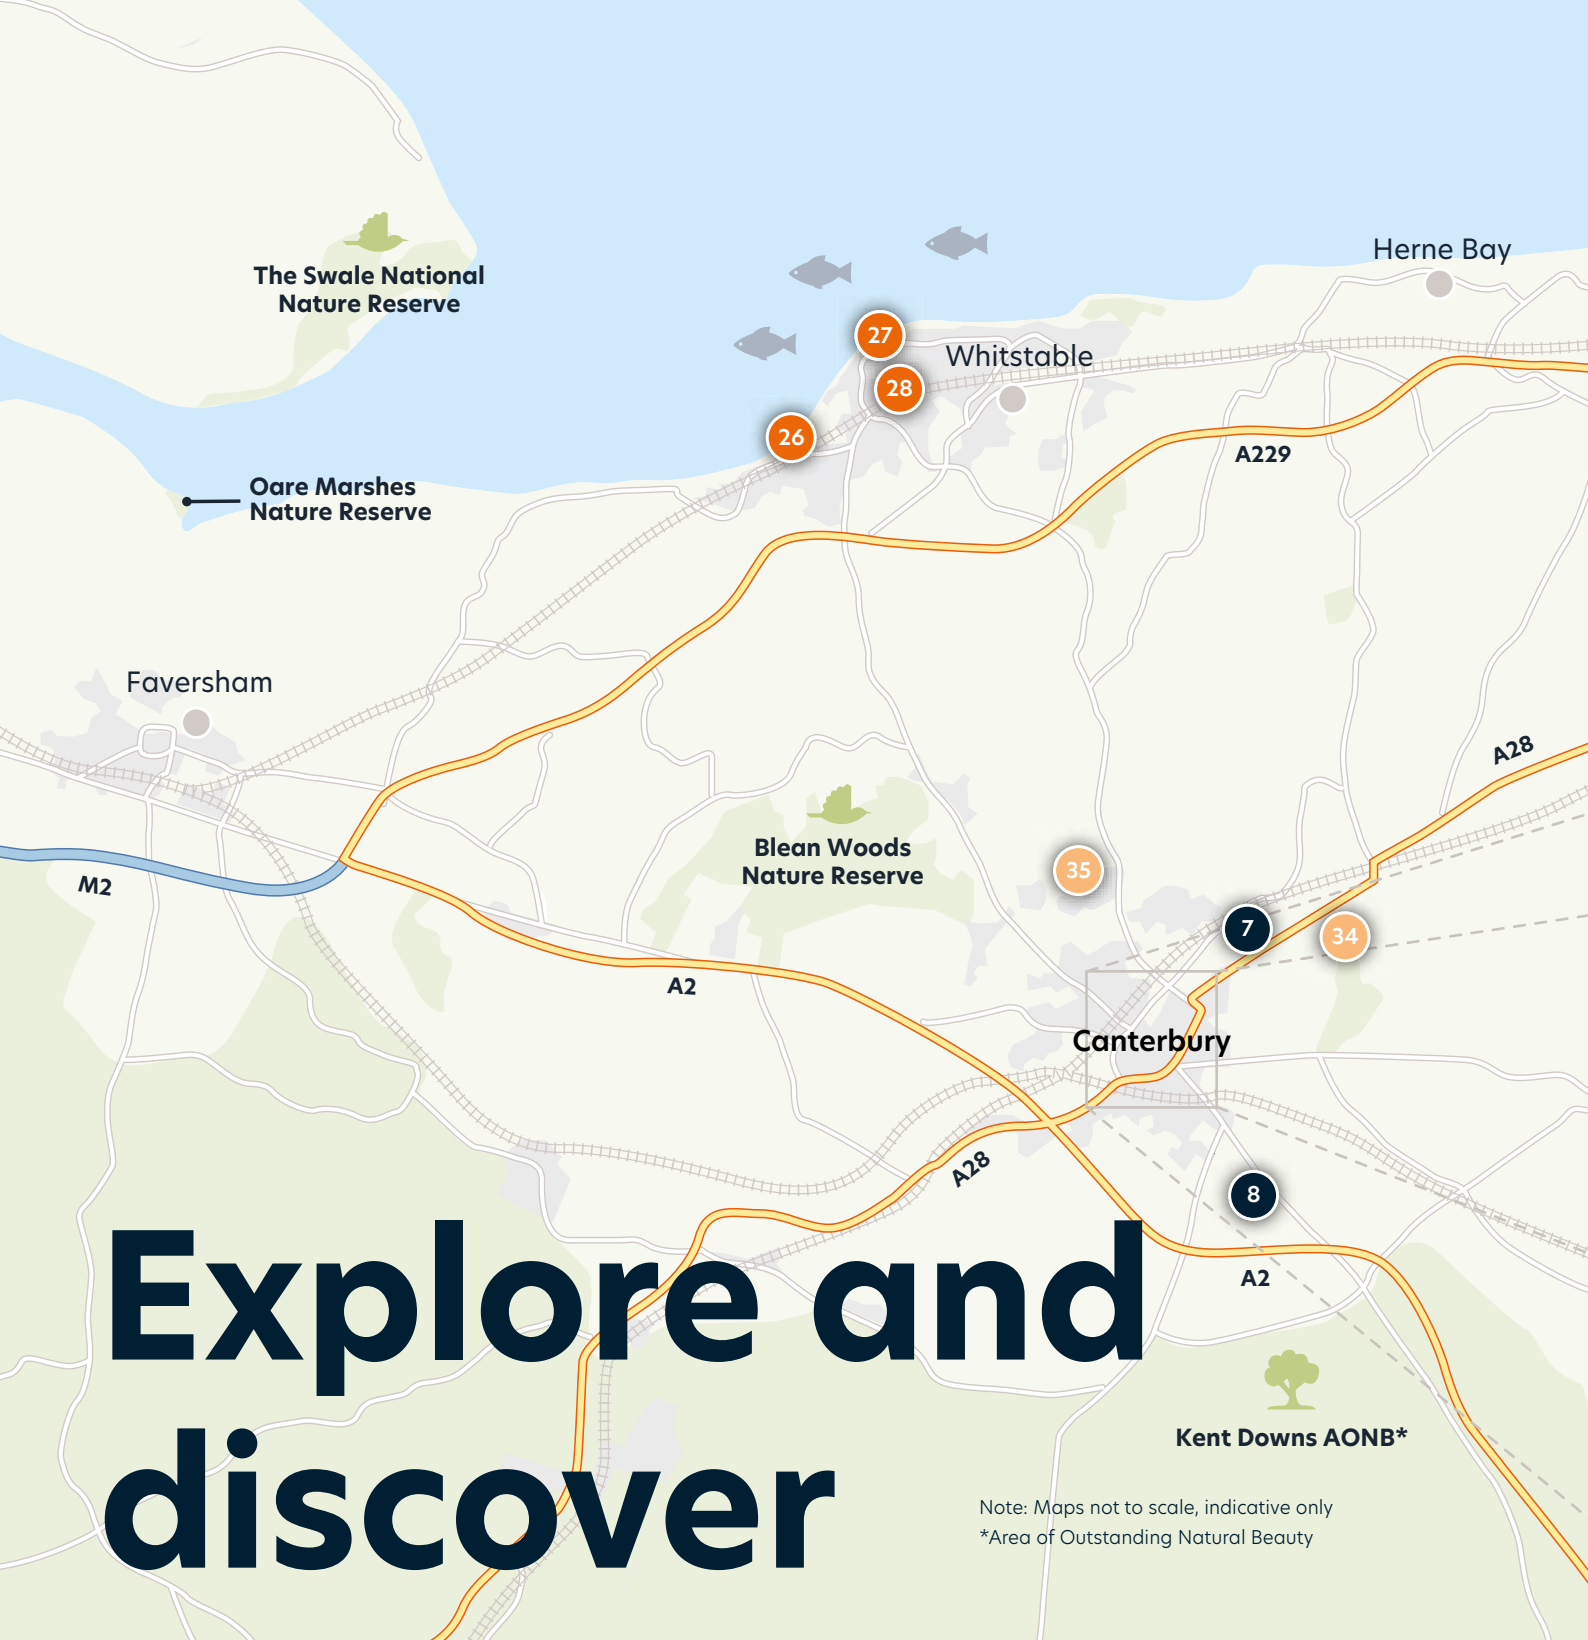 Herne Bay
The Swale National
Nature Reserve
27
Whitstable
28
26
A229
Oare Marshes
Nature Reserve
Faversham
A28
Blean Woods
Nature Reserve
35
M2
7
34
A2
Canterbury
A28
8
A2
Explore and
discover
Kent Downs AONB*
Note: Maps not to scale, indicative only
*Area of Outstanding Natural Beauty